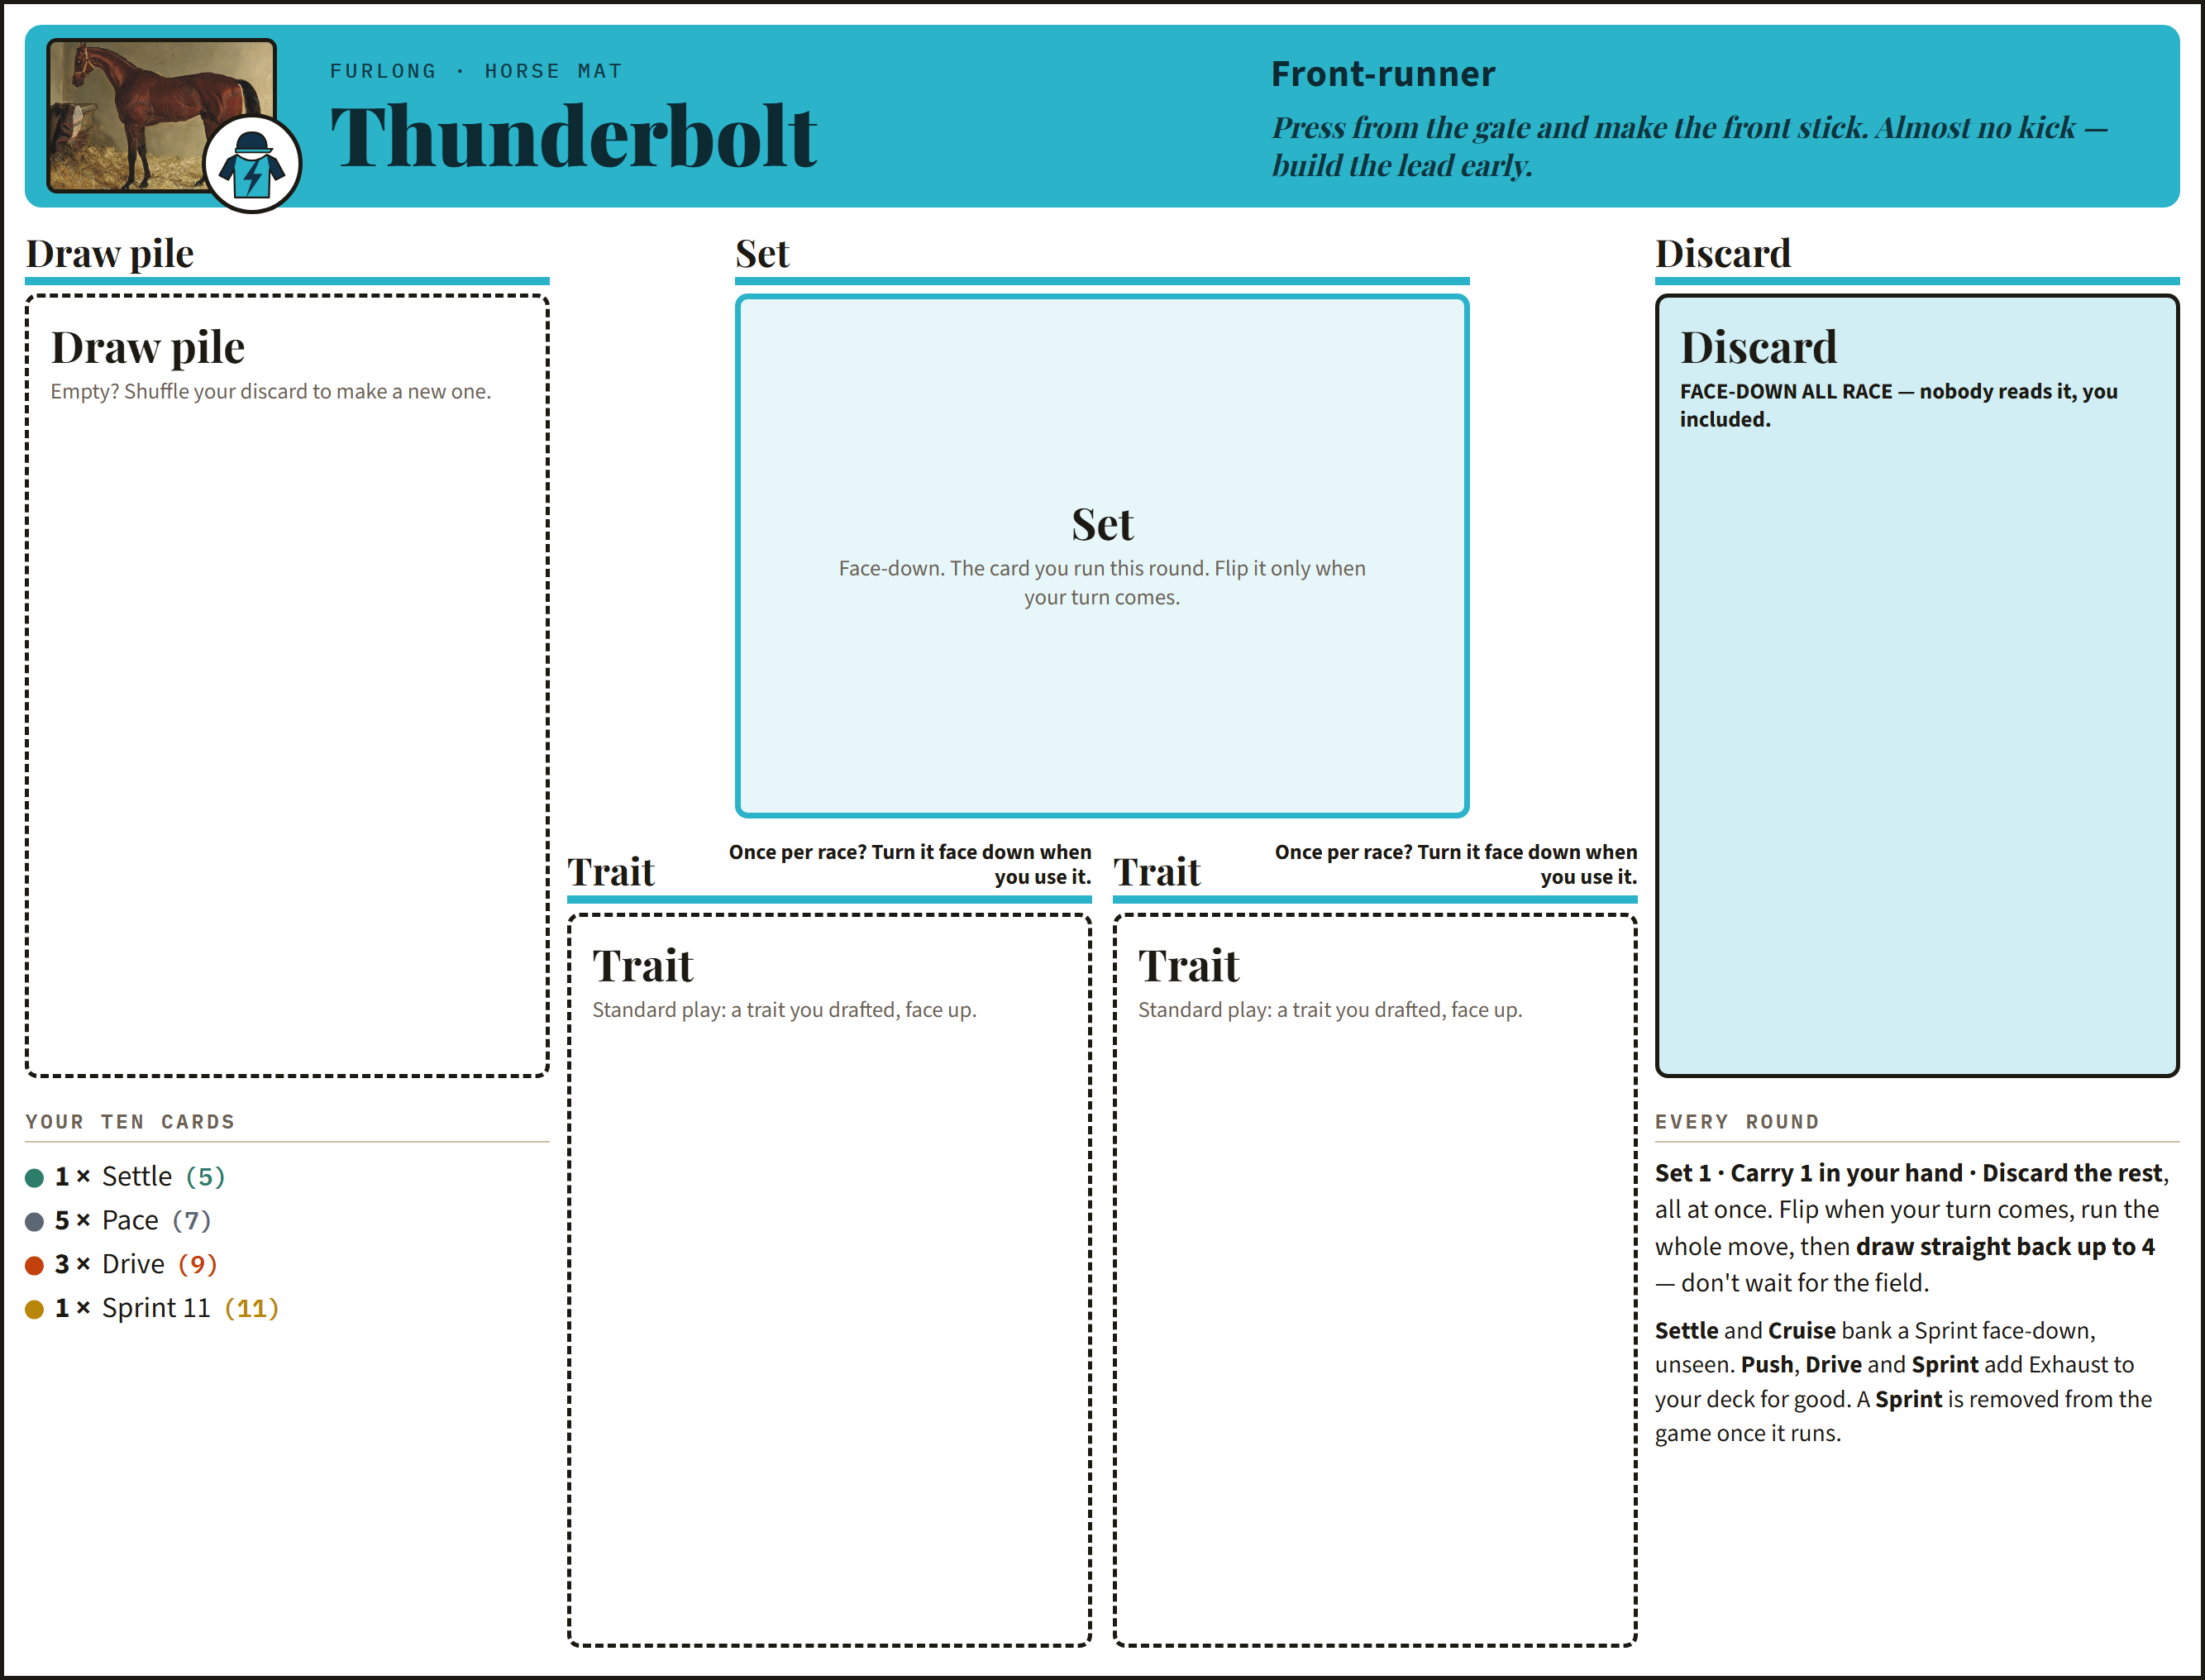 FURLONG · HORSE MAT
Thunderbolt
Front-runner
Press from the gate and make the front stick. Almost no kick —
build the lead early.
Draw pile
Draw pile
Empty? Shuffle your discard to make a new one.
Set
Set
Face-down. The card you run this round. Flip it only when
your turn comes.
Discard
Discard
FACE-DOWN ALL RACE — nobody reads it, you
included.
Trait
Once per race? Turn it face down when
you use it.
Trait
Standard play: a trait you drafted, face up.
Trait
Once per race? Turn it face down when
you use it.
Trait
Standard play: a trait you drafted, face up.
YOUR TEN CARDS
1 × Settle (5)
5 × Pace (7)
3 × Drive (9)
1 × Sprint 11 (11)
EVERY ROUND
Set 1 · Carry 1 in your hand · Discard the rest,
all at once. Flip when your turn comes, run the
whole move, then draw straight back up to 4
— don't wait for the field.
Settle and Cruise bank a Sprint face-down,
unseen. Push, Drive and Sprint add Exhaust to
your deck for good. A Sprint is removed from the
game once it runs.